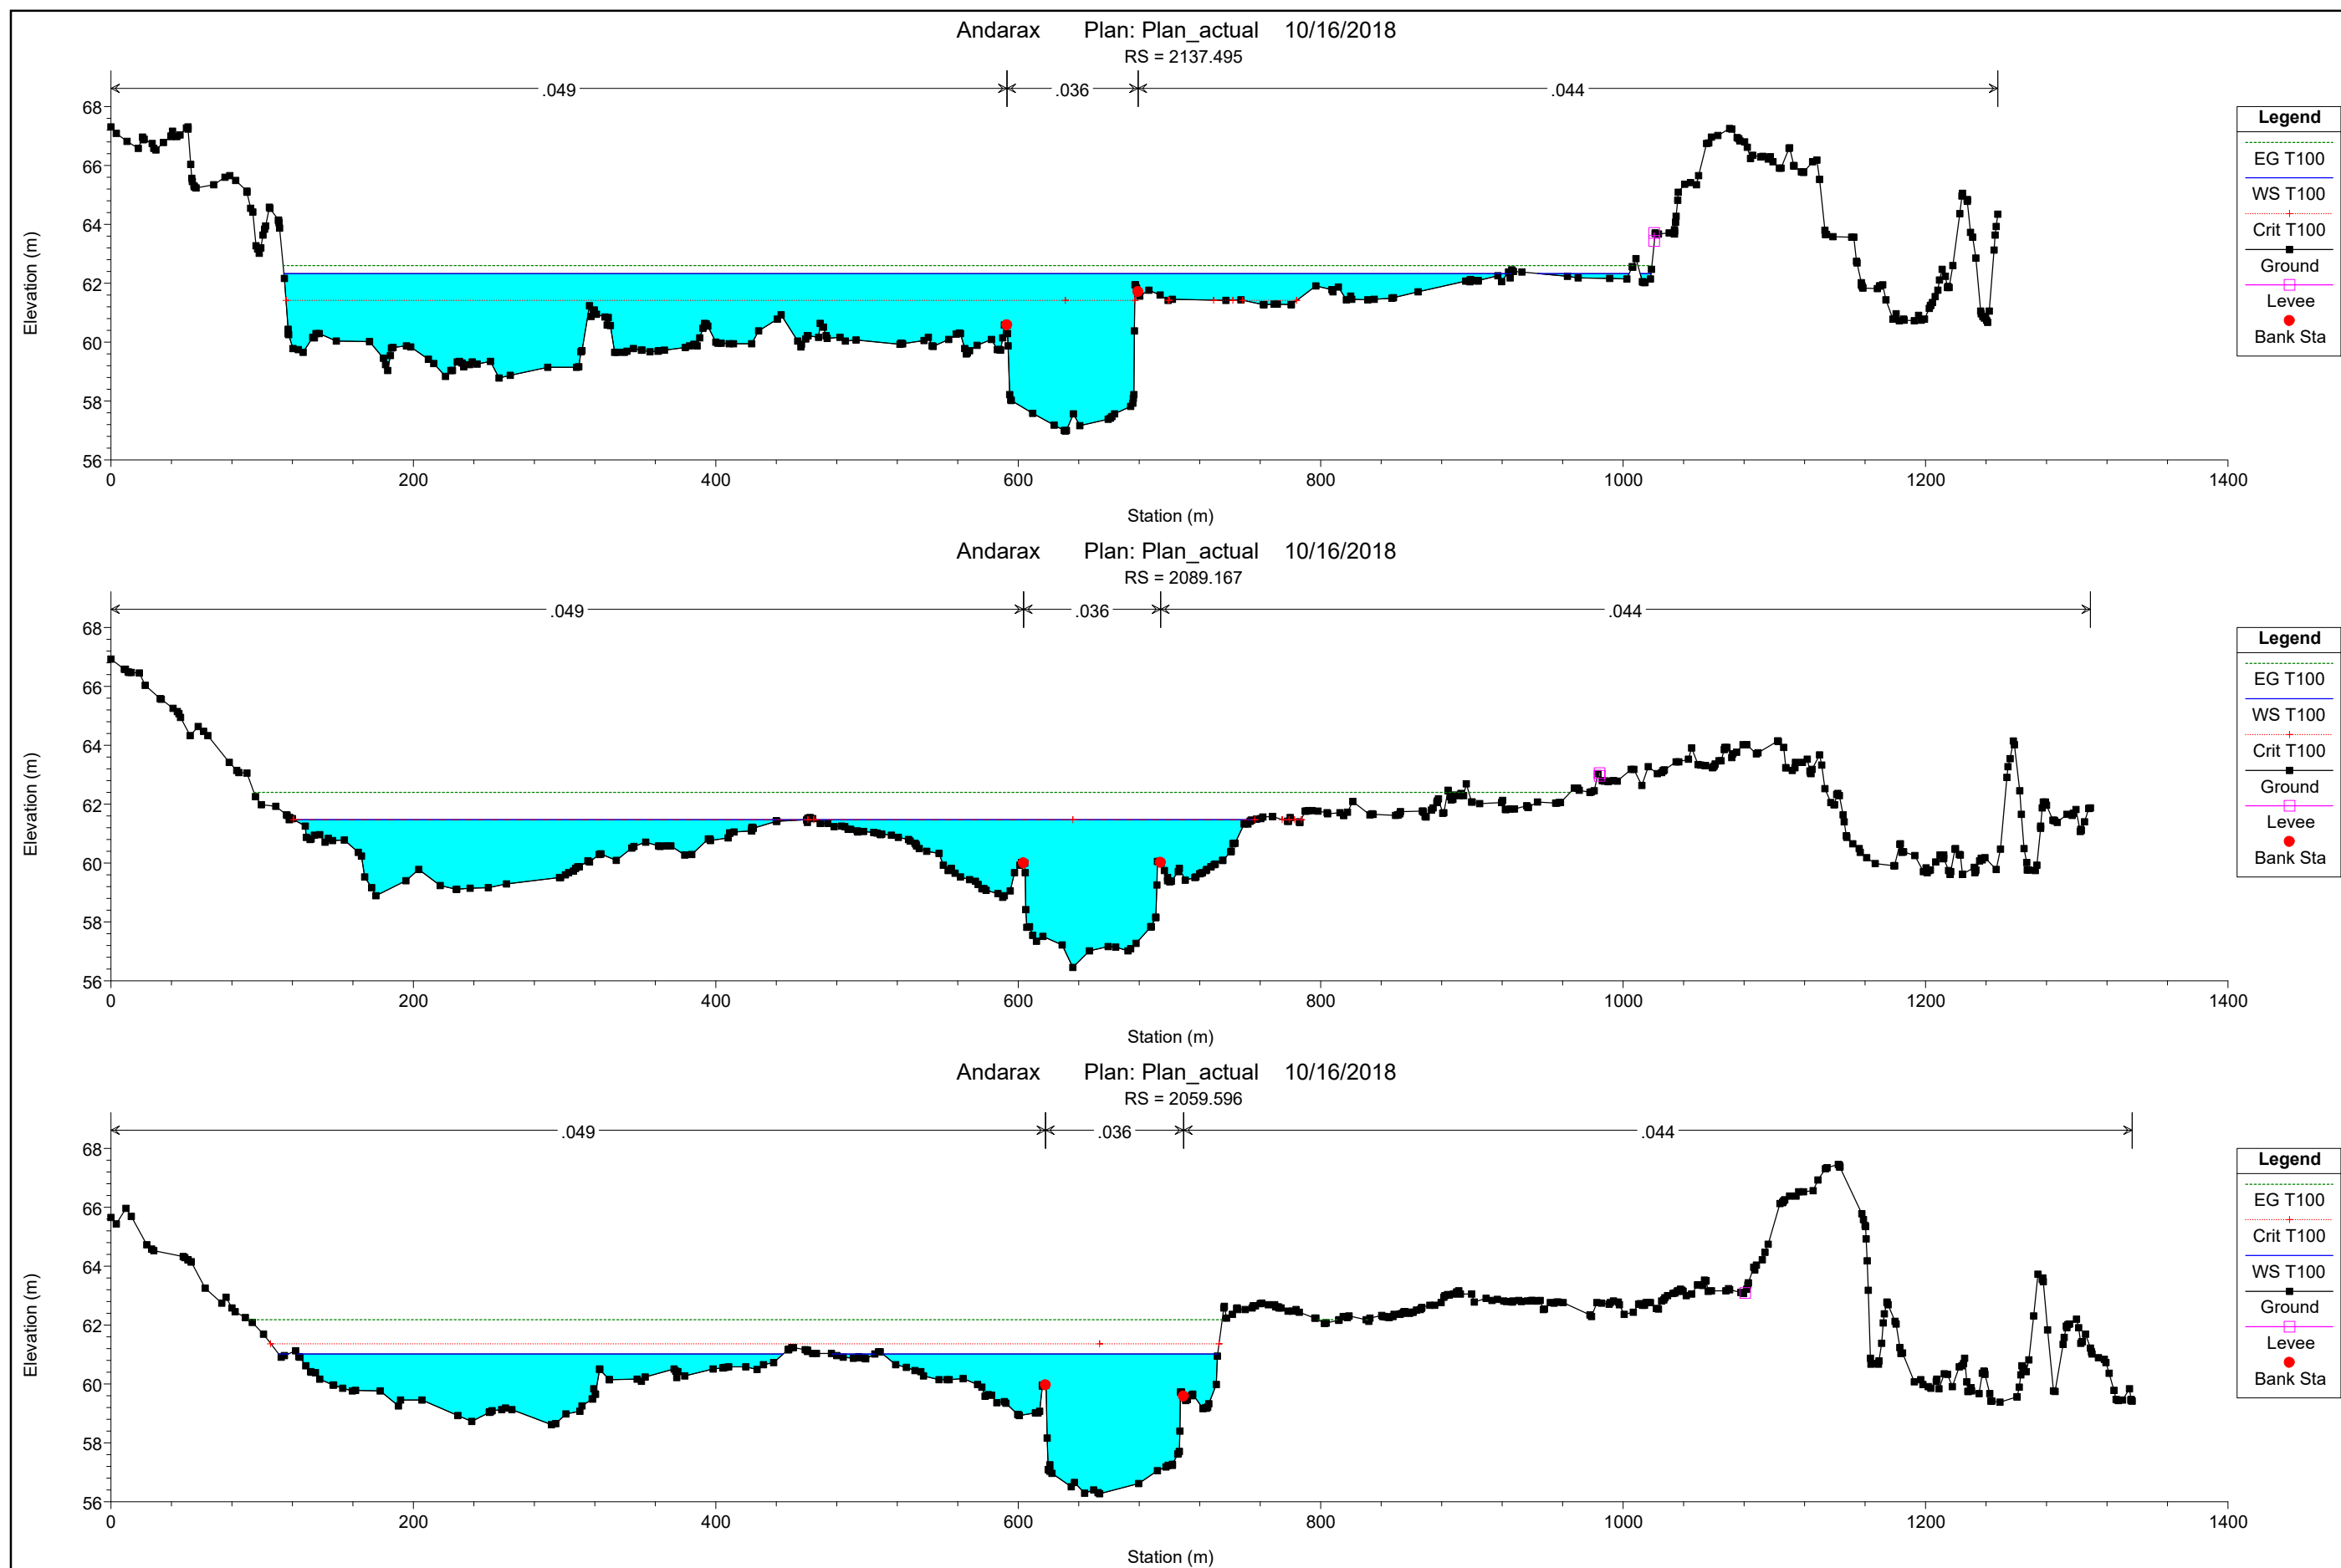 Andarax Plan: Plan_actual 10/16/2018
RS = 2137.495
.049 .036 .044
68
66
64
62
60
58
56
Elevation (m)
0 200 400 600 800 1000 1200 1400
Station (m)
Legend
EG T100
WS T100
Crit T100
Ground
Levee
Bank Sta
Andarax Plan: Plan_actual 10/16/2018
RS = 2089.167
.049 .036 .044
68
66
64
62
60
58
56
Elevation (m)
0 200 400 600 800 1000 1200 1400
Station (m)
Legend
EG T100
WS T100
Crit T100
Ground
Levee
Bank Sta
Andarax Plan: Plan_actual 10/16/2018
RS = 2059.596
.049 .036 .044
68
66
64
62
60
58
56
Elevation (m)
0 200 400 600 800 1000 1200 1400
Station (m)
Legend
EG T100
Crit T100
WS T100
Ground
Levee
Bank Sta